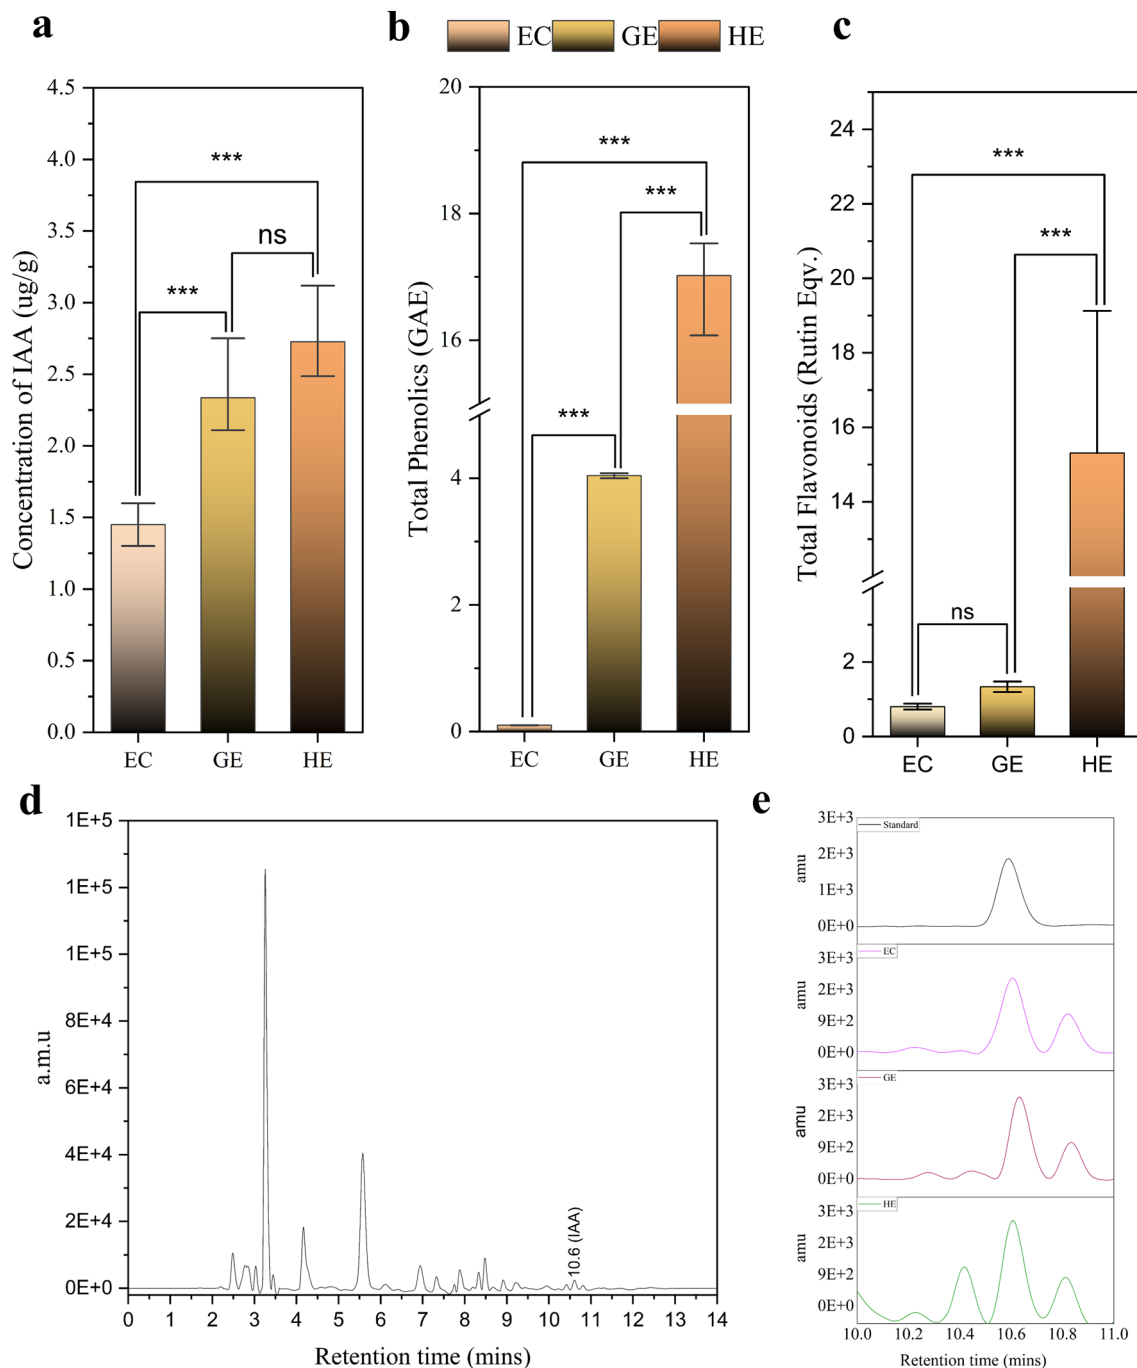 a
b
EC GE HE
c
Concentration of IAA (ug/g)
4.5
4.0
3.5
3.0
2.5
2.0
1.5
1.0
0.5
0.0
***
ns
***
EC GE HE
Total Phenolics (GAE)
20
18
16
4
2
0
***
***
***
EC GE HE
Total Flavonoids (Rutin Eqv.)
24
22
20
18
16
14
2
0
***
***
ns
EC GE HE
d
a.m.u
1E+5
1E+5
1E+5
8E+4
6E+4
4E+4
2E+4
0E+0
10.6 (IAA)
0 1 2 3 4 5 6 7 8 9 10 11 12 13 14
Retention time (mins)
e
Standard
amu
3E+3
2E+3
1E+3
0E+0
EC
amu
3E+3
2E+3
9E+2
0E+0
GE
amu
3E+3
2E+3
9E+2
0E+0
HE
amu
3E+3
2E+3
9E+2
0E+0
10.0 10.2 10.4 10.6 10.8 11.0
Retention time (mins)